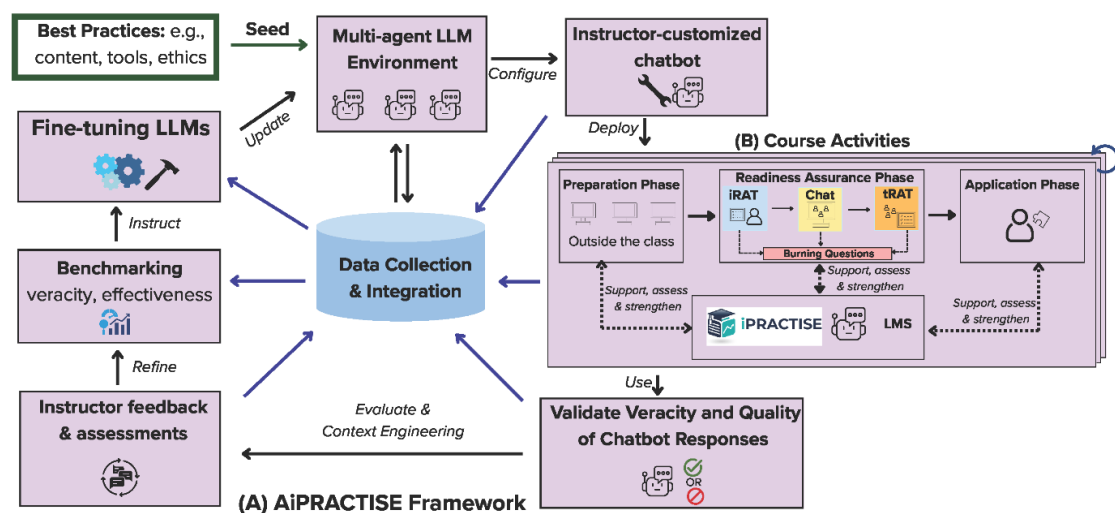 Best Practices: e.g.,
content, tools, ethics
Seed
Multi-agent LLM
Environment
Configure
Instructor-customized
chatbot
Fine-tuning LLMs
Update
Deploy
(B) Course Activities
Preparation Phase
Outside the class
Readiness Assurance Phase
iRAT
Chat
tRAT
Burning Questions
Application Phase
Instruct
Data Collection
& Integration
Benchmarking
veracity, effectiveness
Support, assess
& strengthen
Support, assess
& strengthen
Support, assess
& strengthen
iPRACTISE
LMS
Refine
Use
Instructor feedback
& assessments
Evaluate &
Context Engineering
Validate Veracity and Quality
of Chatbot Responses
OR
(A) AiPRACTISE Framework